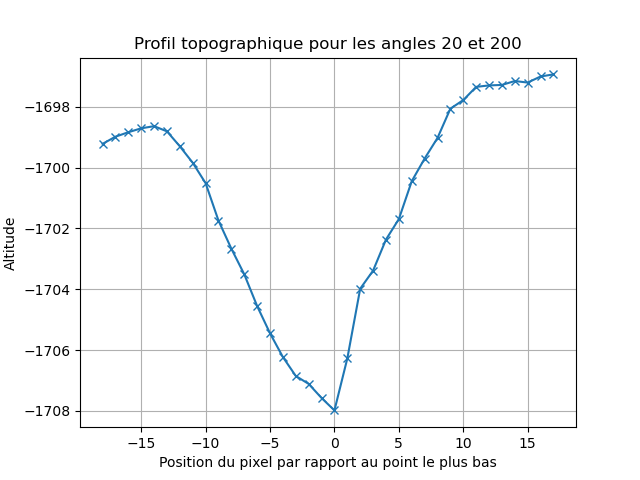 Profil topographique pour les angles 20 et 200
Altitude
−1698
−1700
−1702
−1704
−1706
−1708
−15 −10 −5 0 5 10 15
Position du pixel par rapport au point le plus bas